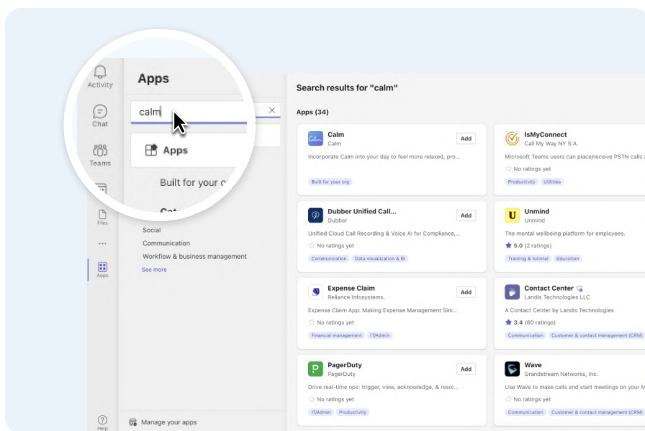 Activity
Chat
Teams
Files
Apps
Help
Apps
calm
Apps
Built for your
Social
Communication
Workflow & business management
See more
Manage your apps
Search results for "calm"
Apps (34)
Calm
Calm
Add
Incorporate Calm into your day to feel more relaxed, pro...
Built for your org
IsMyConnect
Call My Way NY S.A.
Microsoft Teams users can place/receive PSTN calls
No ratings yet
Productivity Utilities
Dubber Unified Call...
Dubber
Add
Unified Cloud Call Recording & Voice AI for Compliance,...
No ratings yet
Communication Data visualization & BI
U
Unmind
Unmind
The mental wellbeing platform for employees.
5.0 (2 ratings)
Training & tutorial Education
Expense Claim
Reliance Infosystems.
Add
Expense Claim App: Making Expense Management Sim...
No ratings yet
Financial management IT/Admin
Contact Center
Landis Technologies LLC
A Contact Center by Landis Technologies
3.4 (80 ratings)
Communication Customer & contact management (CRM)
P
PagerDuty
PagerDuty
Add
Drive real-time ops: trigger, view, acknowledge, & resol...
No ratings yet
IT/Admin Productivity
Wave
Grandstream Networks, Inc.
Use Wave to make calls and start meetings on your M
No ratings yet
Communication Customer & contact management (CRM)